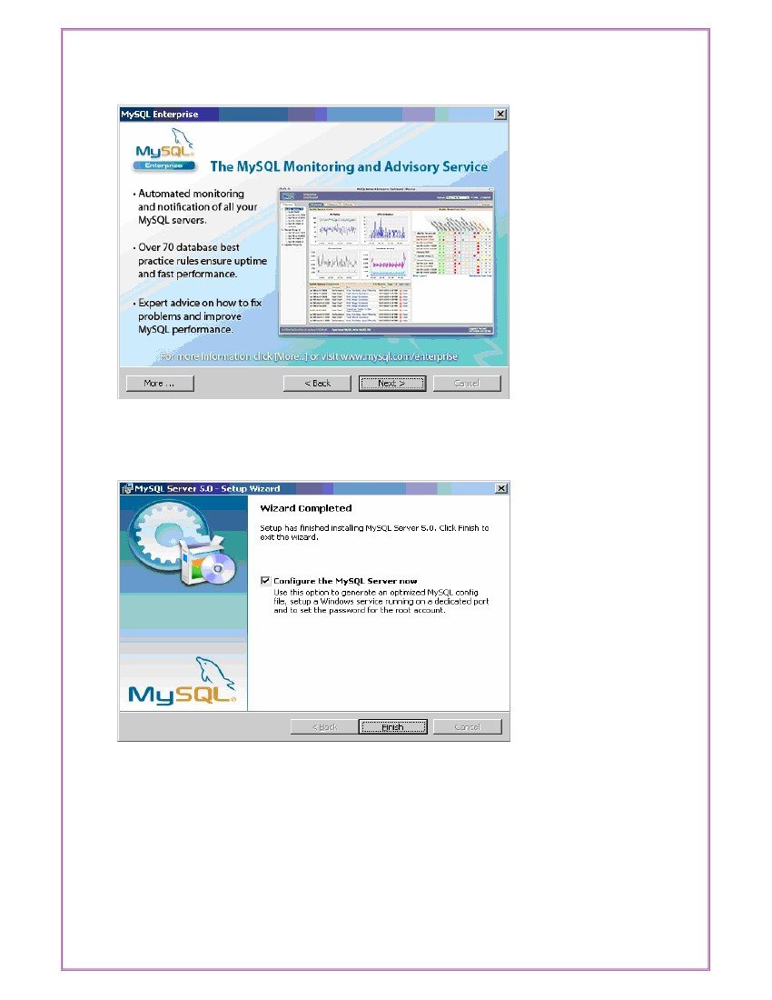 MySQL Enterprise
MySQL®
Enterprise
The MySQL Monitoring and Advisory Service
• Automated monitoring
and notification of all your
MySQL servers.
• Over 70 database best
practice rules ensure uptime
and fast performance.
• Expert advice on how to fix
problems and improve
MySQL performance.
For more information click [More...] or visit www.mysql.com/enterprise
More ...
< Back
Next >
Cancel
MySQL Server 5.0 - Setup Wizard
Wizard Completed
Setup has finished installing MySQL Server 5.0. Click Finish to
exit the wizard.
Configure the MySQL Server now
Use this option to generate an optimized MySQL config
file, setup a Windows service running on a dedicated port
and to set the password for the root account.
MySQL®
< Back
Finish
Cancel